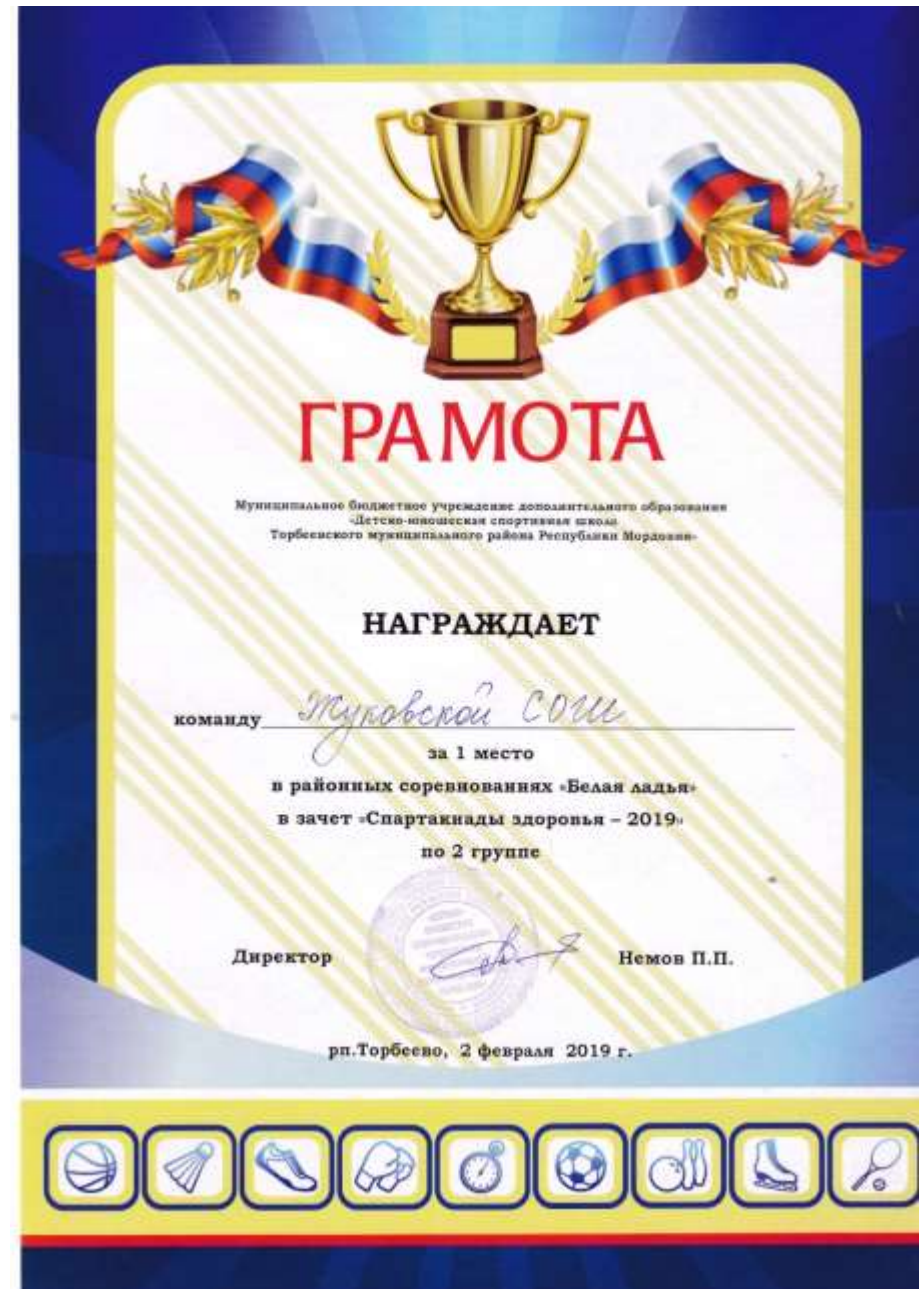 ГРАМОТА
Муниципальное бюджетное учреждение дополнительного образования
«Детско-юношеская спортивная школа
Торбеевского муниципального района Республики Мордовия»
НАГРАЖДАЕТ
команду Жуковской СОШ
за 1 место
в районных соревнованиях «Белая ладья»
в зачет «Спартакиады здоровья – 2019»
по 2 группе
Директор Немов П.П.
рп.Торбеево, 2 февраля 2019 г.